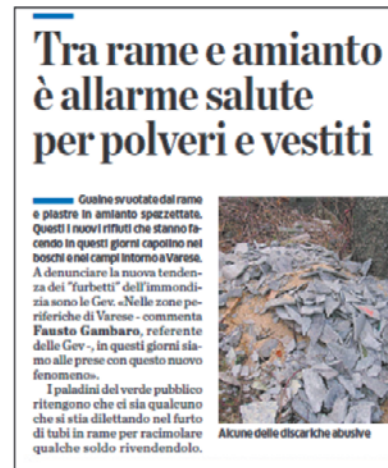 Tra rame e amianto
è allarme salute
per polveri e vestiti
Guaine svuotate dal rame
e piastre in amianto spezzettate.
Questi i nuovi rifiuti che stanno fa-
cendo in questi giorni capolino nei
boschi e nei campi intorno a Varese.
A denunciare la nuova tenden-
za dei "furbetti" dell'immondi-
zia sono le Gev. «Nelle zone pe-
riferiche di Varese - commenta
Fausto Gambaro, referente
delle Gev -, in questi giorni sia-
mo alle prese con questo nuovo
fenomeno».
I paladini del verde pubblico
ritengono che ci sia qualcuno
che si stia dilettando nel furto
di tubi in rame per racimolare
qualche soldo rivendendolo.
Alcune delle discariche abusive